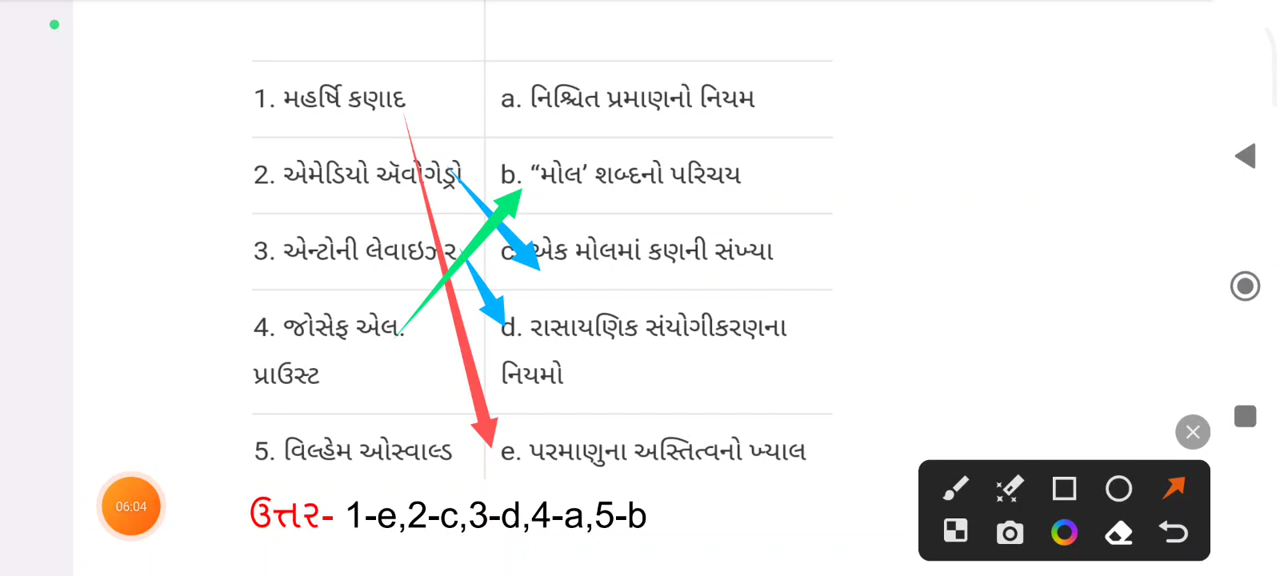 1. મહર્ષિ કણાદ a. નિશ્ચિત પ્રમાણનો નિયમ
2. એમેડિયો ઍવોગેડ્રો b. “મોલ’ શબ્દનો પરિચય
3. એન્ટોની લેવાઇઝર c. એક મોલમાં કણની સંખ્યા
4. જોસેફ એલ. d. રાસાયણિક સંયોગીકરણના
પ્રાઉસ્ટ નિયમો
5. વિલ્હેમ ઓસ્વાલ્ડ e. પરમાણુના અસ્તિત્વનો ખ્યાલ
ઉત્તર- 1-e,2-c,3-d,4-a,5-b
06:04